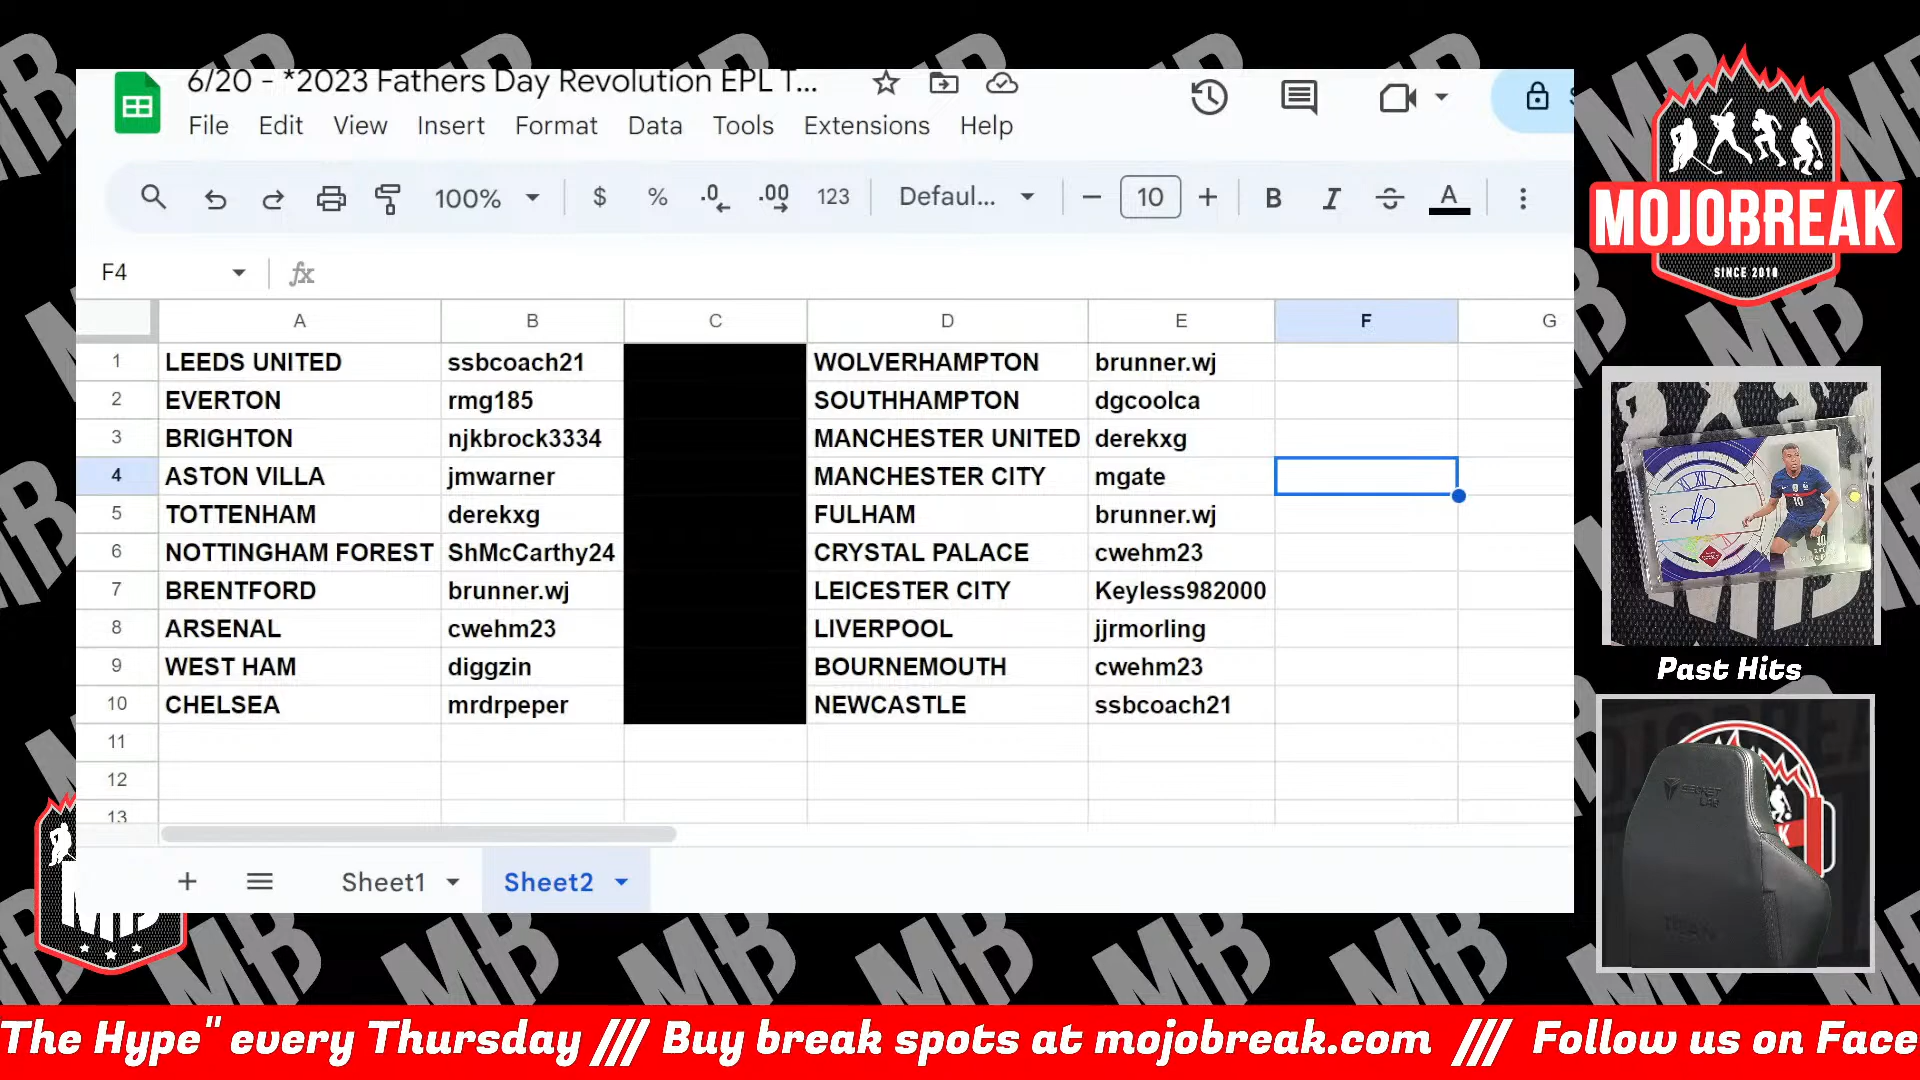 6/20 - *2023 Fathers Day Revolution EPL T...
File Edit View Insert Format Data Tools Extensions Help
100% $ % .0 .00 123 Defaul... 10 B I S A
F4 fx
A B C D E F G
1 LEEDS UNITED ssbcoach21 WOLVERHAMPTON brunner.wj
2 EVERTON rmg185 SOUTHHAMPTON dgcoolca
3 BRIGHTON njkbrock3334 MANCHESTER UNITED derekxg
4 ASTON VILLA jmwarner MANCHESTER CITY mgate
5 TOTTENHAM derekxg FULHAM brunner.wj
6 NOTTINGHAM FOREST ShMcCarthy24 CRYSTAL PALACE cwehm23
7 BRENTFORD brunner.wj LEICESTER CITY Keyless982000
8 ARSENAL cwehm23 LIVERPOOL jjrmorling
9 WEST HAM diggzin BOURNEMOUTH cwehm23
10 CHELSEA mrdrpeper NEWCASTLE ssbcoach21
11
12
13
Sheet1 Sheet2
MOJOBREAK
SINCE 2010
Past Hits
SECRET LAB
MB
The Hype" every Thursday /// Buy break spots at mojobreak.com /// Follow us on Face